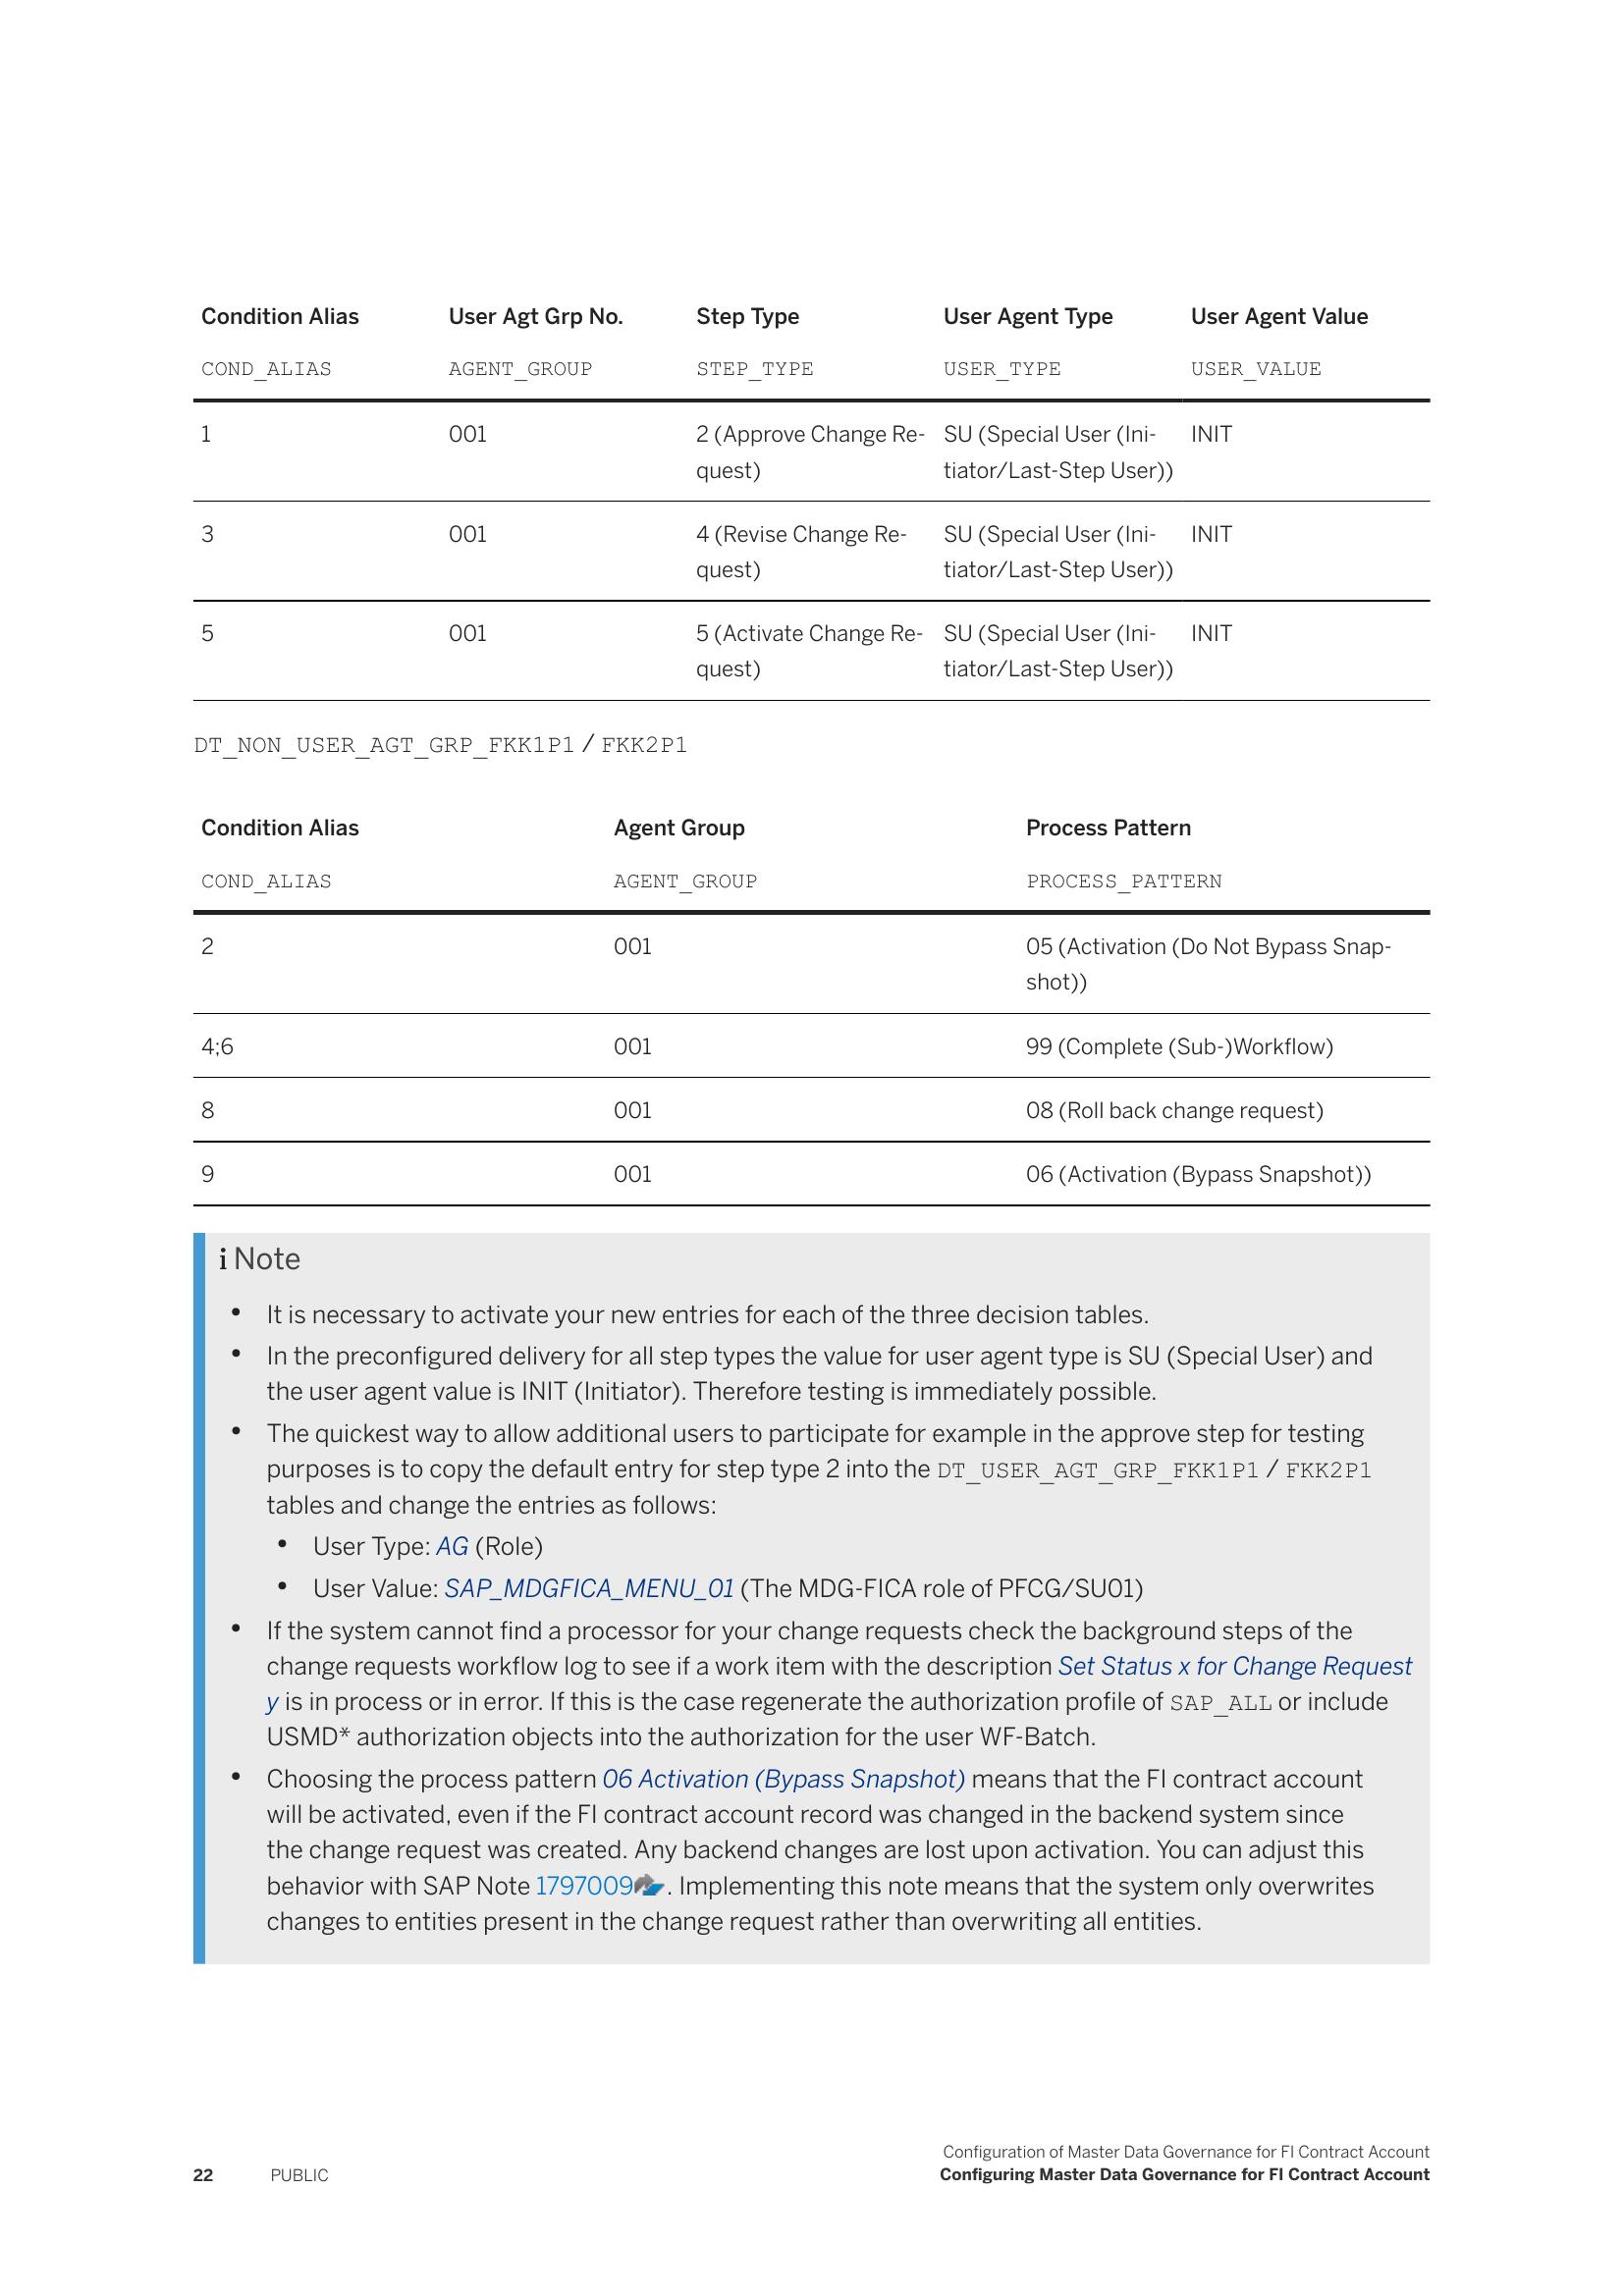 Condition Alias User Agt Grp No. Step Type User Agent Type User Agent Value
COND_ALIAS AGENT_GROUP STEP_TYPE USER_TYPE USER_VALUE
1 001 2 (Approve Change Re- SU (Special User (Ini- INIT
quest) tiator/Last-Step User))
3 001 4 (Revise Change Re- SU (Special User (Ini- INIT
quest) tiator/Last-Step User))
5 001 5 (Activate Change Re- SU (Special User (Ini- INIT
quest) tiator/Last-Step User))
DT_NON_USER_AGT_GRP_FKK1P1 / FKK2P1
Condition Alias Agent Group Process Pattern
COND_ALIAS AGENT_GROUP PROCESS_PATTERN
2 001 05 (Activation (Do Not Bypass Snap-
shot))
4;6 001 99 (Complete (Sub-)Workflow)
8 001 08 (Roll back change request)
9 001 06 (Activation (Bypass Snapshot))
i Note
• It is necessary to activate your new entries for each of the three decision tables.
• In the preconfigured delivery for all step types the value for user agent type is SU (Special User) and
the user agent value is INIT (Initiator). Therefore testing is immediately possible.
• The quickest way to allow additional users to participate for example in the approve step for testing
purposes is to copy the default entry for step type 2 into the DT_USER_AGT_GRP_FKK1P1 / FKK2P1
tables and change the entries as follows:
• User Type: AG (Role)
• User Value: SAP_MDGFICA_MENU_01 (The MDG-FICA role of PFCG/SU01)
• If the system cannot find a processor for your change requests check the background steps of the
change requests workflow log to see if a work item with the description Set Status x for Change Request
y is in process or in error. If this is the case regenerate the authorization profile of SAP_ALL or include
USMD* authorization objects into the authorization for the user WF-Batch.
• Choosing the process pattern 06 Activation (Bypass Snapshot) means that the FI contract account
will be activated, even if the FI contract account record was changed in the backend system since
the change request was created. Any backend changes are lost upon activation. You can adjust this
behavior with SAP Note 1797009. Implementing this note means that the system only overwrites
changes to entities present in the change request rather than overwriting all entities.
Configuration of Master Data Governance for FI Contract Account
22 PUBLIC Configuring Master Data Governance for FI Contract Account